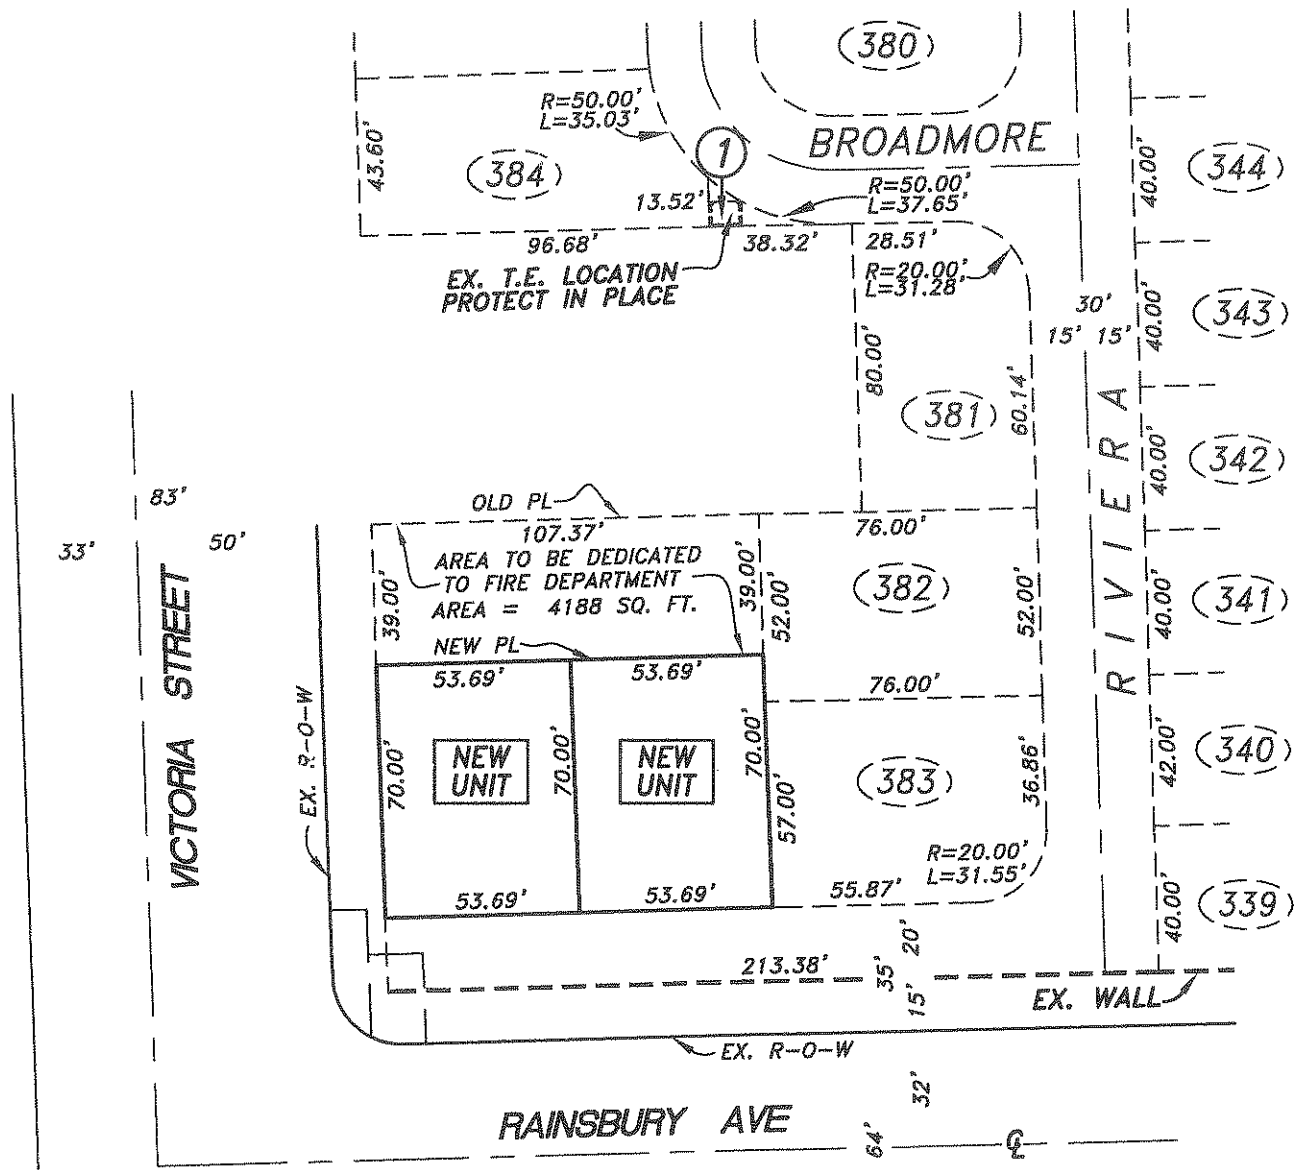 380
R=50.00'
L=35.03'
BROADMORE
1
43.60'
384
40.00'
344
R=50.00'
L=37.65'
13.52'
96.68'
38.32'
28.51'
EX. T.E. LOCATION
PROTECT IN PLACE
R=20.00'
L=31.28'
30'
15' 15'
40.00'
343
80.00'
381
60.14'
RIVIERA
40.00'
342
83'
33'
50'
OLD PL
107.37'
76.00'
AREA TO BE DEDICATED
TO FIRE DEPARTMENT
AREA = 4188 SQ. FT.
39.00'
39.00'
52.00'
382
52.00'
40.00'
341
VICTORIA STREET
NEW PL
53.69'
53.69'
76.00'
EX. R-O-W
70.00'
NEW
UNIT
70.00'
NEW
UNIT
70.00'
57.00'
383
36.86'
42.00'
340
R=20.00'
L=31.55'
53.69'
53.69'
55.87'
40.00'
339
20'
213.38'
35'
15'
EX. WALL
EX. R-O-W
32'
RAINSBURY AVE
64'
℄